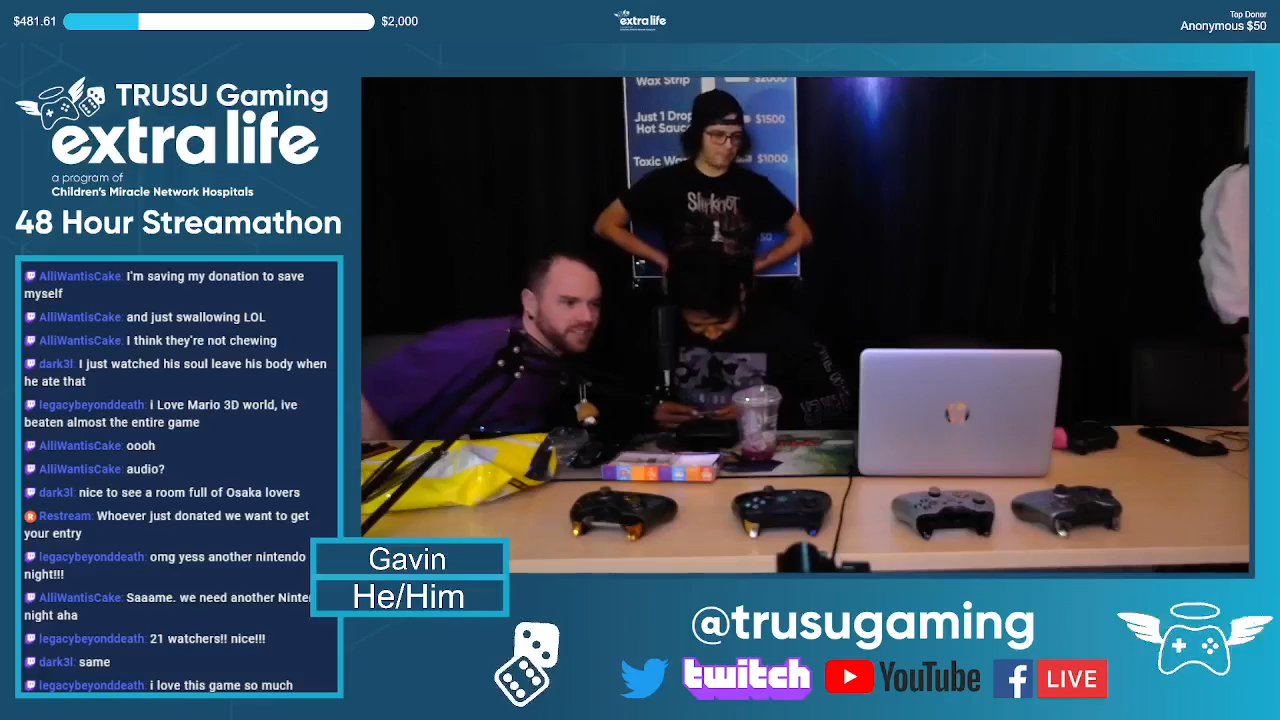 $481.61
$2,000
extra life
Top Donor
Anonymous $50
TRUSU Gaming
extra life
a program of
Children's Miracle Network Hospitals
48 Hour Streamathon
AlliWantisCake: I'm saving my donation to save
myself
AlliWantisCake: and just swallowing LOL
AlliWantisCake: I think they're not chewing
dark3l: I just watched his soul leave his body when
he ate that
legacybeyonddeath: i Love Mario 3D world, ive
beaten almost the entire game
AlliWantisCake: oooh
AlliWantisCake: audio?
dark3l: nice to see a room full of Osaka lovers
Restream: Whoever just donated we want to get
your entry
legacybeyonddeath: omg yess another nintendo
night!!!
AlliWantisCake: Saaame. we need another
night aha
legacybeyonddeath: 21 watchers!! nice!!!
dark3l: same
legacybeyonddeath: i love this game so much
Wax Strip $2000
Just 1 Drop
Hot Sauce $1500
Toxic $1000
Slipknot
Gavin
He/Him
@trusugaming
twitch
YouTube
f LIVE